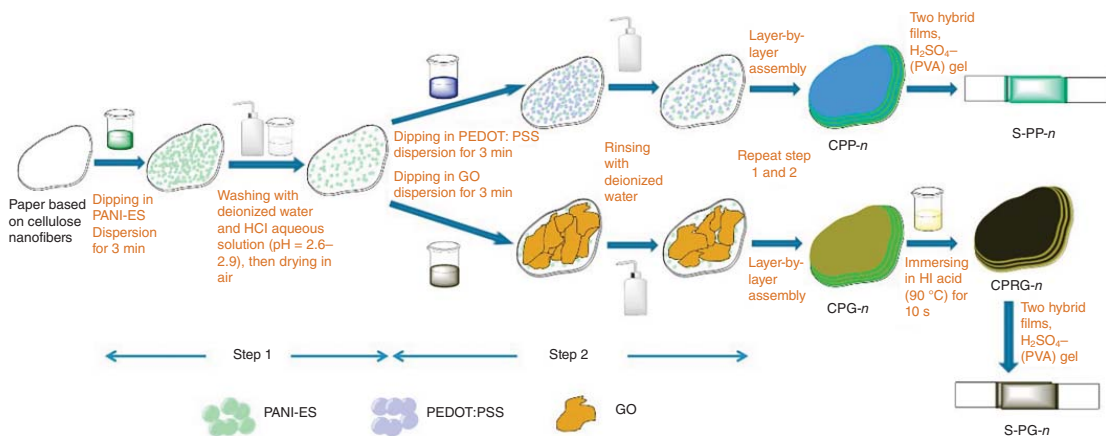 Paper based
on cellulose
nanofibers
Dipping in
PANI-ES
Dispersion
for 3 min
Washing with
deionized water
and HCl aqueous
solution (pH = 2.6–
2.9), then drying in
air
Dipping in PEDOT: PSS
dispersion for 3 min
Dipping in GO
dispersion for 3 min
Rinsing
with
deionized
water
Layer-by-
layer
assembly
Repeat step
1 and 2
CPP-n
Two hybrid
films,
H₂SO₄–
(PVA) gel
S-PP-n
Layer-by-
layer
assembly
CPG-n
Immersing
in HI acid
(90 °C) for
10 s
CPRG-n
Two hybrid
films,
H₂SO₄–
(PVA) gel
S-PG-n
Step 1
Step 2
PANI-ES
PEDOT:PSS
GO